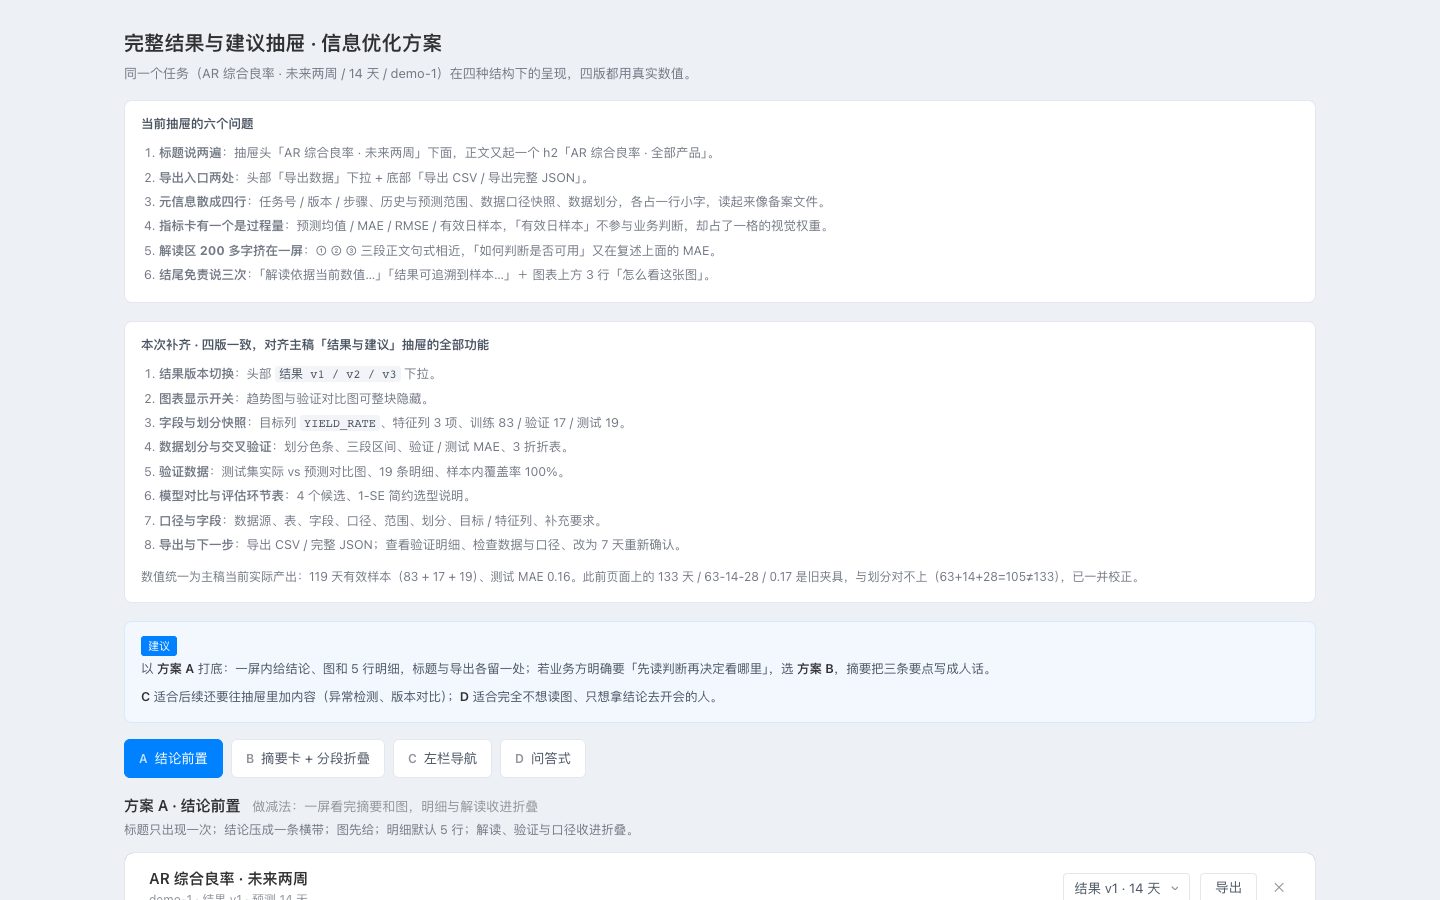 完整结果与建议抽屉 · 信息优化方案
同一个任务（AR 综合良率 · 未来两周 / 14 天 / demo-1）在四种结构下的呈现，四版都用真实数值。
当前抽屉的六个问题
1. 标题说两遍：抽屉头「AR 综合良率 · 未来两周」下面，正文又起一个 h2「AR 综合良率 · 全部产品」。
2. 导出入口两处：头部「导出数据」下拉 + 底部「导出 CSV / 导出完整 JSON」。
3. 元信息散成四行：任务号 / 版本 / 步骤、历史与预测范围、数据口径快照、数据划分，各占一行小字，读起来像备案文件。
4. 指标卡有一个是过程量：预测均值 / MAE / RMSE / 有效日样本，「有效日样本」不参与业务判断，却占了一格的视觉权重。
5. 解读区 200 多字挤在一屏：① ② ③ 三段正文句式相近，「如何判断是否可用」又在复述上面的 MAE。
6. 结尾免责说三次：「解读依据当前数值...」「结果可追溯到样本...」＋ 图表上方 3 行「怎么看这张图」。
本次补齐 · 四版一致，对齐主稿「结果与建议」抽屉的全部功能
1. 结果版本切换：头部 结果 v1 / v2 / v3 下拉。
2. 图表显示开关：趋势图与验证对比图可整块隐藏。
3. 字段与划分快照：目标列 YIELD_RATE、特征列 3 项、训练 83 / 验证 17 / 测试 19。
4. 数据划分与交叉验证：划分色条、三段区间、验证 / 测试 MAE、3 折折表。
5. 验证数据：测试集实际 vs 预测对比图、19 条明细、样本内覆盖率 100%。
6. 模型对比与评估环节表：4 个候选、1-SE 简约选型说明。
7. 口径与字段：数据源、表、字段、口径、范围、划分、目标 / 特征列、补充要求。
8. 导出与下一步：导出 CSV / 完整 JSON；查看验证明细、检查数据与口径、改为 7 天重新确认。
数值统一为主稿当前实际产出：119 天有效样本（83 + 17 + 19）、测试 MAE 0.16。此前页面上的 133 天 / 63-14-28 / 0.17 是旧夹具，与划分对不上（63+14+28=105≠133），已一并校正。
建议
以 方案 A 打底：一屏内给结论、图和 5 行明细，标题与导出各留一处；若业务方明确要「先读判断再决定看哪里」，选 方案 B，摘要把三条要点写成人话。
C 适合后续还要往抽屉里加内容（异常检测、版本对比）；D 适合完全不想读图、只想拿结论去开会的人。
A 结论前置
B 摘要卡 + 分段折叠
C 左栏导航
D 问答式
方案 A · 结论前置 做减法：一屏看完摘要和图，明细与解读收进折叠
标题只出现一次；结论压成一条横带；图先给；明细默认 5 行；解读、验证与口径收进折叠。
AR 综合良率 · 未来两周
结果 v1 · 14 天
导出
demo-1 · 结果 v1 · 预测 14 天